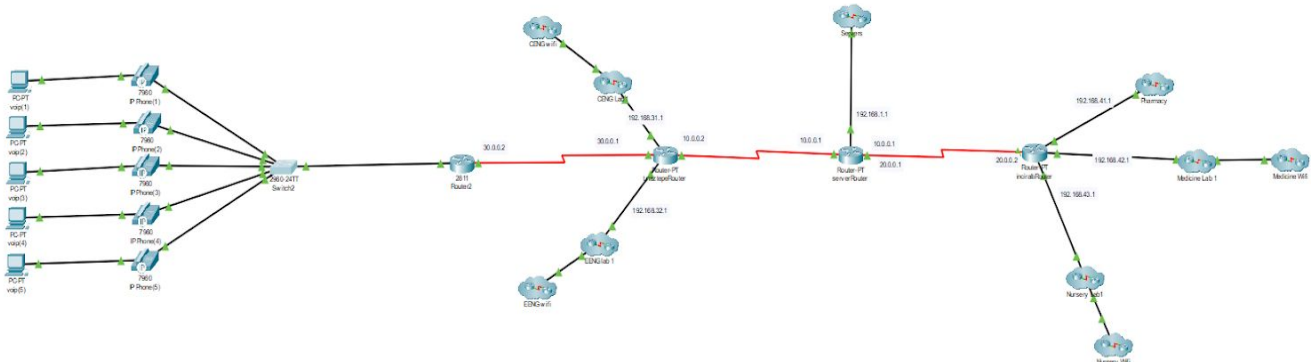 PC-PT
voip(1)
7960
IP Phone(1)
PC-PT
voip(2)
7960
IP Phone(2)
PC-PT
voip(3)
7960
IP Phone(3)
PC-PT
voip(4)
7960
IP Phone(4)
PC-PT
voip(5)
7960
IP Phone(5)
2960-24TT
Switch2
30.0.0.2
2811
Router2
CENG wifi
CENG Lab
192.168.31.1
30.0.0.1
10.0.0.2
Router-PT
192.168.32.1
EENG lab 1
EENG wifi
Servers
192.168.1.1
10.0.0.1
10.0.0.1
20.0.0.1
Router-PT
serverRouter
20.0.0.2
Router-PT
incirаltıRouter
192.168.41.1
Pharmacy
192.168.42.1
Medicine Lab 1
Medicine Wifi
192.168.43.1
Nursery Lab1